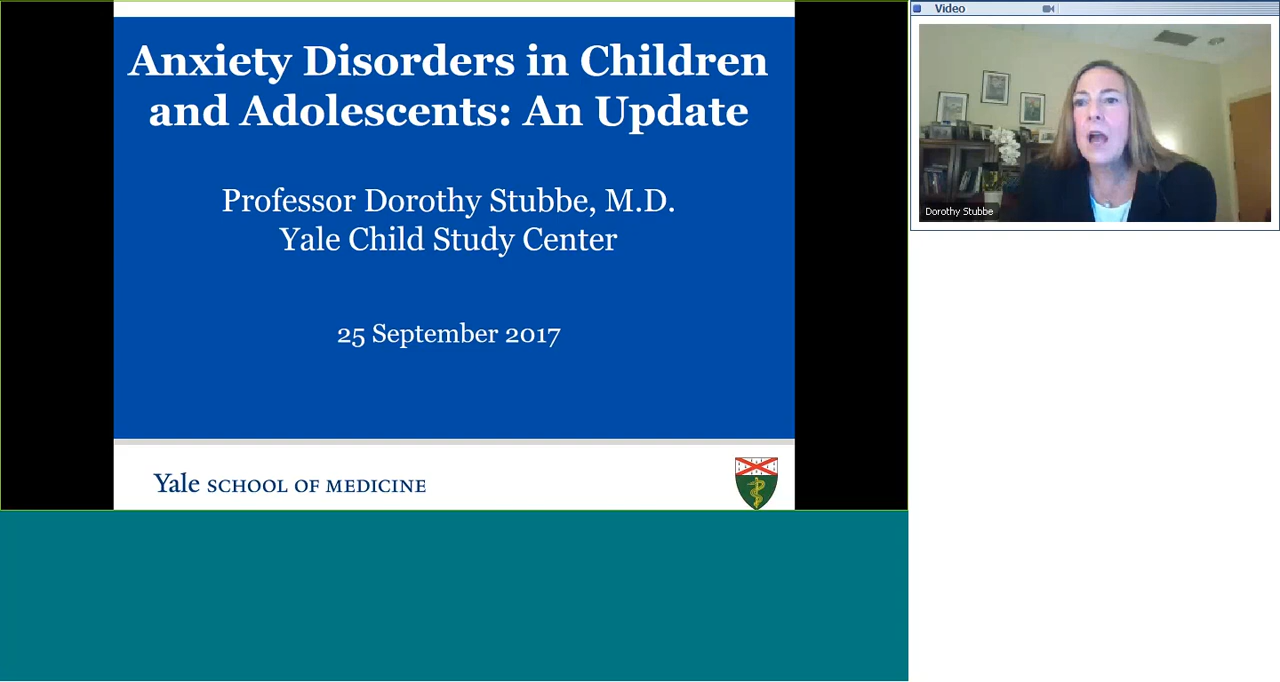 Anxiety Disorders in Children
and Adolescents: An Update
Professor Dorothy Stubbe, M.D.
Yale Child Study Center
25 September 2017
Yale SCHOOL OF MEDICINE
Video
Dorothy Stubbe